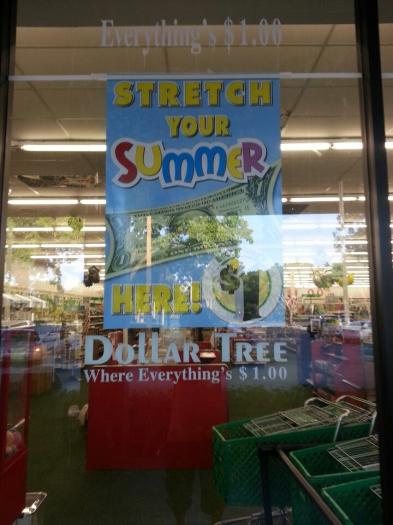 Everything's $1.00
STRETCH
YOUR
SUMMER
HERE!
DOLLAR TREE
Where Everything's $1.00